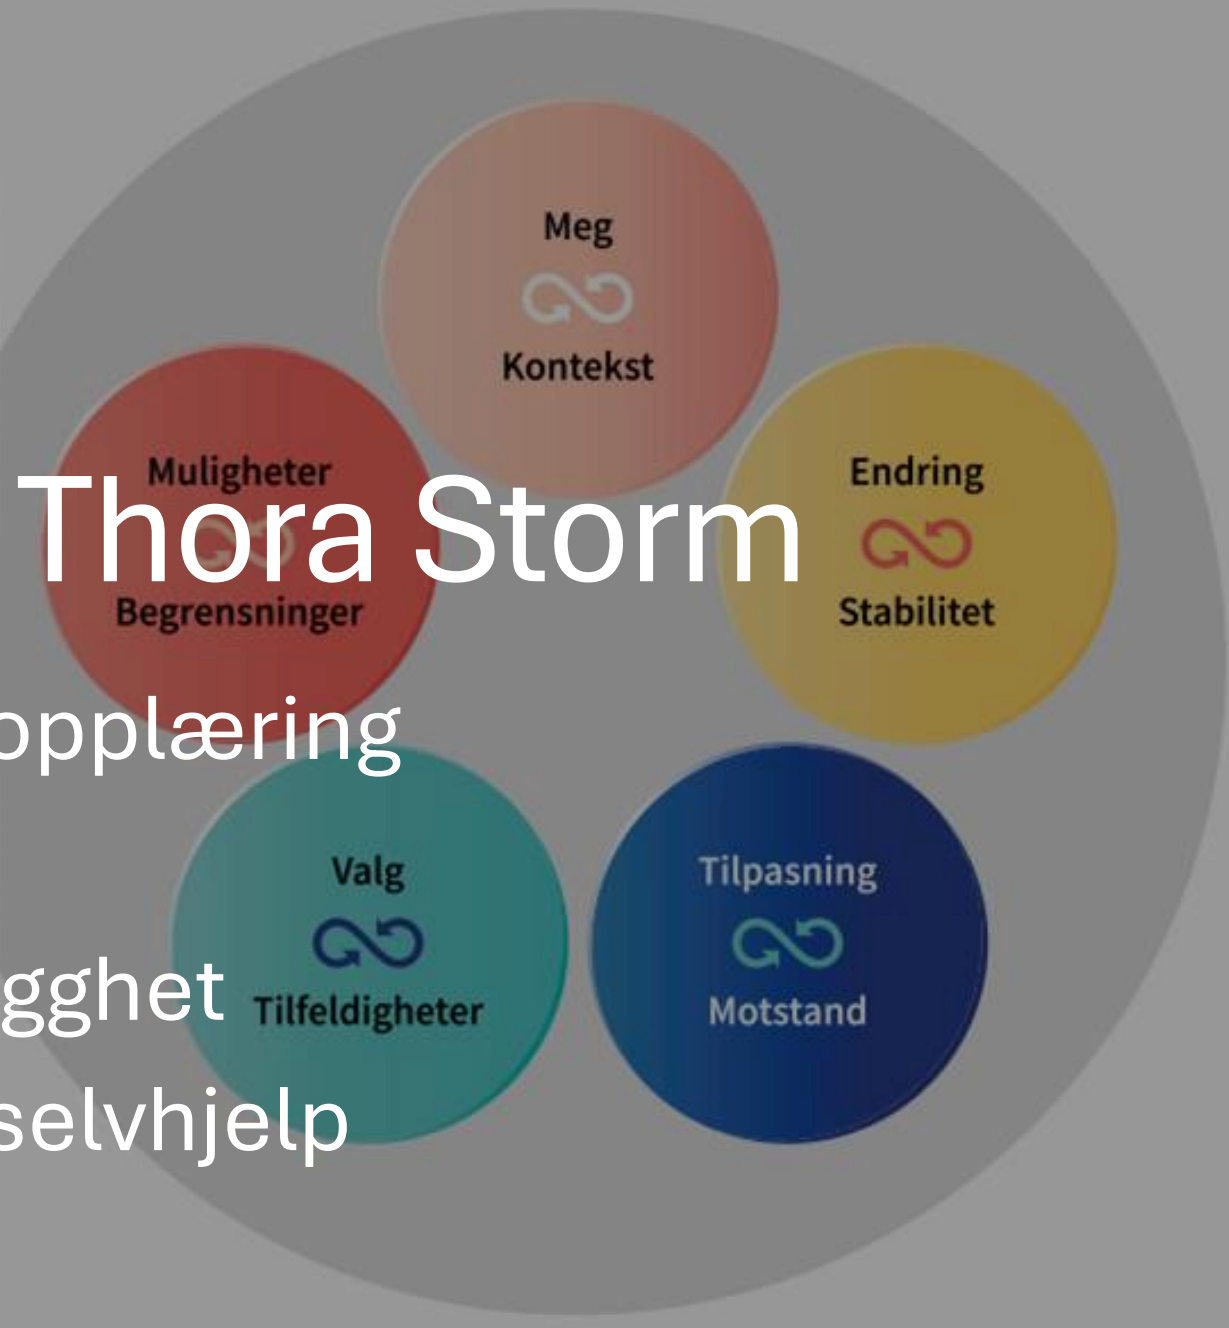 Meg
Kontekst
Muligheter
Begrensninger
Endring
Stabilitet
Thora Storm
opplæring
Valg
Tilfeldigheter
Tilpasning
Motstand
gghet
selvhjelp